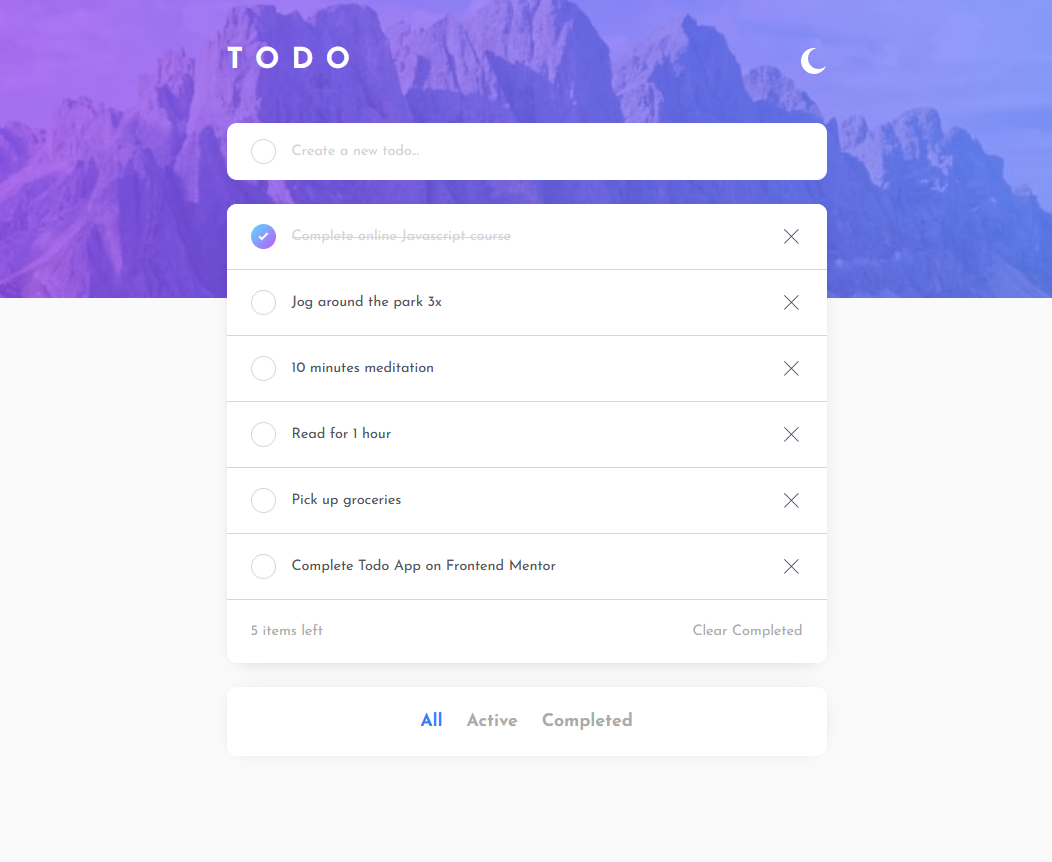 TODO
Create a new todo...
Complete online Javascript course
Jog around the park 3x
10 minutes meditation
Read for 1 hour
Pick up groceries
Complete Todo App on Frontend Mentor
5 items left Clear Completed
All Active Completed